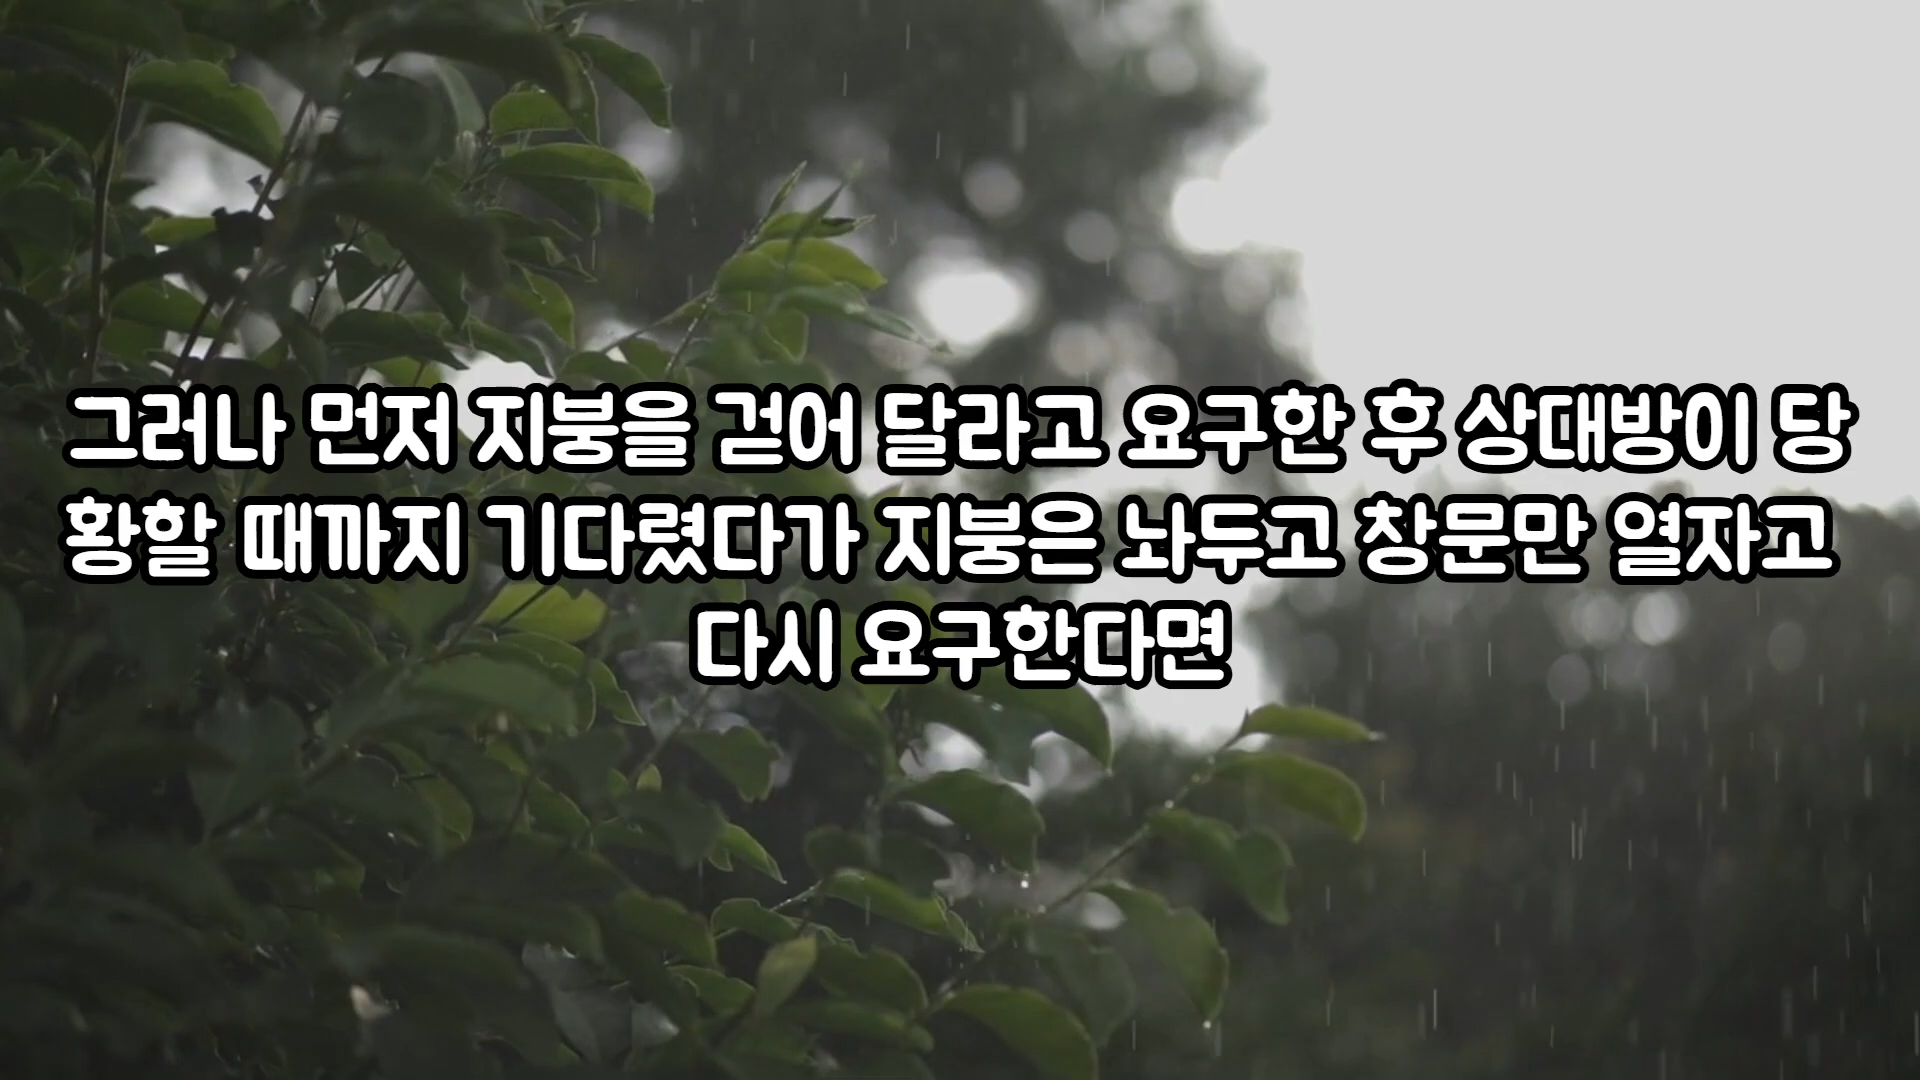 그러나 먼저 지붕을 걷어 달라고 요구한 후 상대방이 당
황할 때까지 기다렸다가 지붕은 놔두고 창문만 열자고
다시 요구한다면